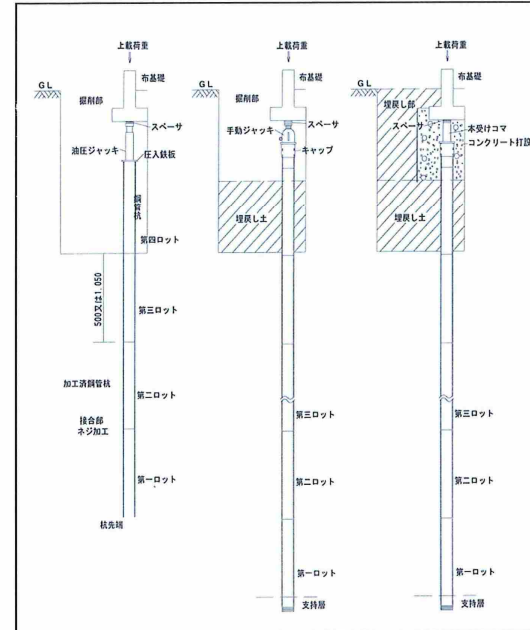 上載荷重
布基礎
GL
掘削部
スペーサ
油圧ジャッキ
圧入鉄板
鋼管杭
第四ロット
500又は1,050
第三ロット
加工済鋼管杭
第二ロット
接合部
ネジ加工
第一ロット
杭先端
上載荷重
布基礎
GL
掘削部
スペーサ
手動ジャッキ
キャップ
埋戻し土
第三ロット
第二ロット
第一ロット
支持層
上載荷重
布基礎
GL
埋戻し部
スペーサ
本受けコマ
コンクリート打設
埋戻し土
第三ロット
第二ロット
第一ロット
支持層